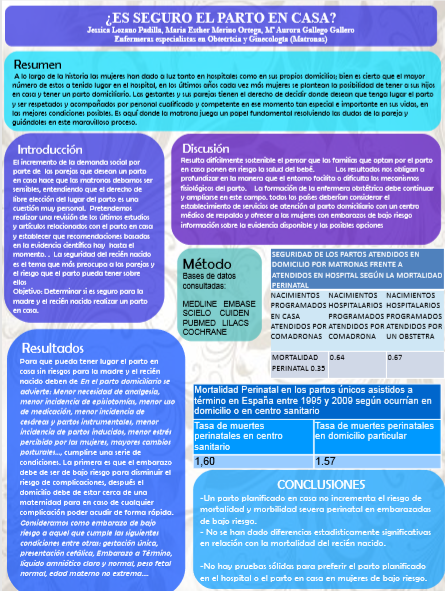 ¿ES SEGURO EL PARTO EN CASA?
Jessica Lozano Padilla, María Esther Merino Ortega, Mª Aurora Gallego Gallero
Enfermeras especialistas en Obstetricia y Ginecología (Matronas)
Resumen
A lo largo de la historia las mujeres han dado a luz tanto en hospitales como en sus propios domicilios; bien es cierto que el mayor
número de estos a tenido lugar en el hospital, en los últimos años cada vez más mujeres se plantean la posibilidad de tener a sus hijos
en casa y tener un parto domiciliario. Las gestantes y sus parejas tienen el derecho de decidir donde desean que tenga lugar el parto
y ser respetados y acompañados por personal cualificado y competente en ese momento tan especial e importante en sus vidas, en
las mejores condiciones posibles. Es aquí donde la matrona juega un papel fundamental resolviendo las dudas de la pareja y
guiándoles en este maravilloso proceso.
Introducción
El incremento de la demanda social por
parte de las parejas que desean un parto
en casa hace que las matronas debamos ser
sensibles, entendiendo que el derecho de
libre elección del lugar del parto es una
cuestión muy personal. Pretendemos
realizar una revisión de los últimos estudios
y artículos relacionados con el parto en casa
y establecer que recomendaciones basadas
en la evidencia científica hay hasta el
momento. . La seguridad del recién nacido
es el tema que más preocupa a las parejas y
el riesgo que el parto pueda tener sobre
ellos
Objetivo: Determinar si es seguro para la
madre y el recién nacido realizar un parto
en casa.
Discusión
Resulta difícilmente sostenible el pensar que las familias que optan por el parto
en casa ponen en riesgo la salud del bebé. Los resultados nos obligan a
profundizar en la manera que el entorno facilita o dificulta los mecanismos
fisiológicos del parto. La formación de la enfermera obstétrica debe continuar
y ampliarse en este campo, todos los países deberían considerar el
establecimiento de servicios de atención al parto domiciliario con un centro
médico de respaldo y ofrecer a las mujeres con embarazos de bajo riesgo
información sobre la evidencia disponible y las posibles opciones
Método
Bases de datos
consultadas:
MEDLINE EMBASE
SCIELO CUIDEN
PUBMED LILACS
COCHRANE
SEGURIDAD DE LOS PARTOS ATENDIDOS EN
DOMICILIO POR MATRONAS FRENTE A
ATENDIDOS EN HOSPITAL SEGÚN LA MORTALIDAD
PERINATAL
NACIMIENTOS NACIMIENTOS NACIMIENTOS
PROGRAMADOS HOSPITALARIOS HOSPITALARIOS
EN CASA PROGRAMADOS PROGRAMADOS
ATENDIDOS POR ATENDIDOS POR ATENDIDOS POR
COMADRONAS COMADRONA UN OBSTETRA
MORTALIDAD 0.64 0.67
PERINATAL 0.35
Resultados
Para que pueda tener lugar el parto en
casa sin riesgos para la madre y el recién
nacido deben de En el parto domiciliario se
advierte: Menor necesidad de analgesia,
menor incidencia de episiotomías, menor uso
de medicación, menor incidencia de
cesáreas y partos instrumentales, menor
incidencia de partos inducidos, menor estrés
percibido por las mujeres, mayores cambios
posturales..., cumplirse una serie de
condiciones. La primera es que el embarazo
debe de ser de bajo riesgo para disminuir el
riesgo de complicaciones, después el
domicilio debe de estar cerca de una
maternidad para en caso de cualquier
complicación poder acudir de forma rápida.
Consideramos como embarazo de bajo
riesgo a aquel que cumple las siguientes
condiciones entre otras: gestación única,
presentación cefálica, Embarazo a Término,
líquido amniótico claro y normal, peso fetal
normal, edad materno no extrema...
Mortalidad Perinatal en los partos únicos asistidos a
término en España entre 1995 y 2009 según ocurrían en
domicilio o en centro sanitario
Tasa de muertes Tasa de muertes perinatales
perinatales en centro en domicilio particular
sanitario
1,60 1.57
CONCLUSIONES
-Un parto planificado en casa no incrementa el riesgo de
mortalidad y morbilidad severa perinatal en embarazadas
de bajo riesgo.
- No se han dado diferencias estadísticamente significativas
en relación con la mortalidad del recién nacido.
-No hay pruebas sólidas para preferir el parto planificado
en el hospital o el parto en casa en mujeres de bajo riesgo.